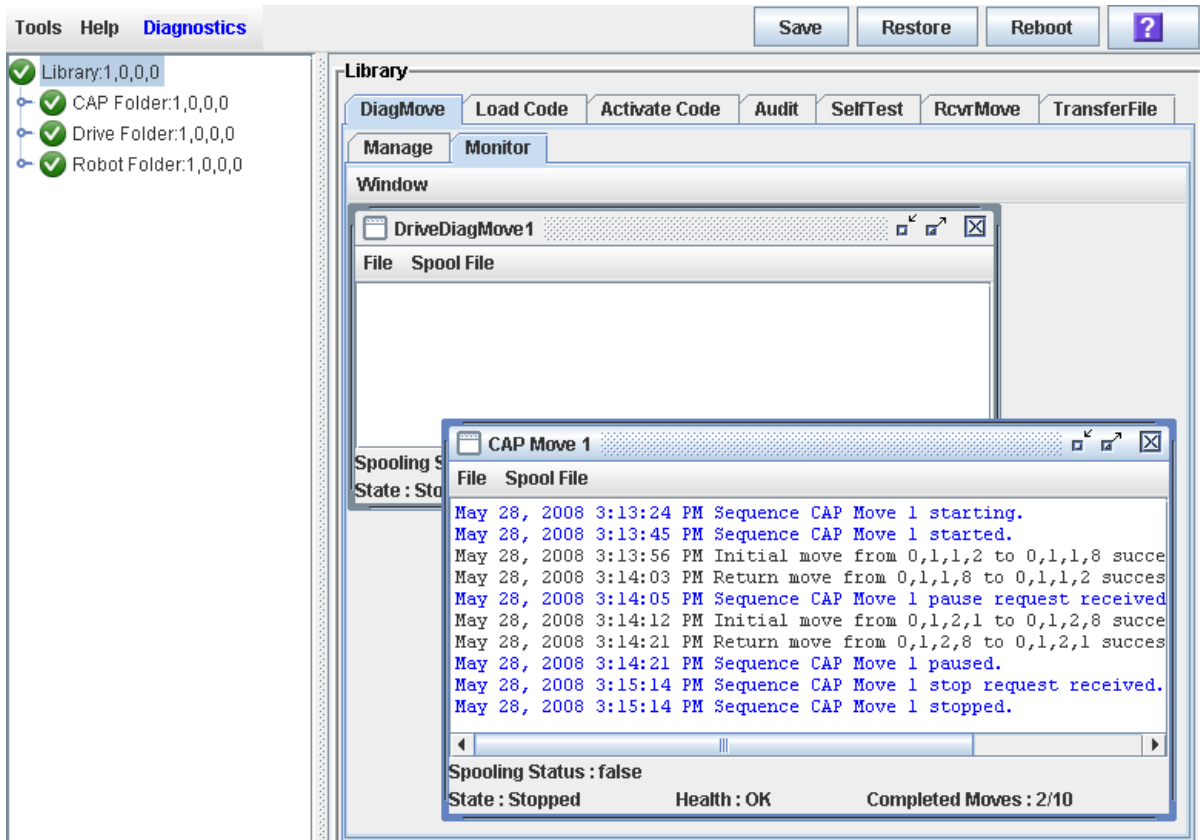 Tools Help Diagnostics Save Restore Reboot ?
Library:1,0,0,0
CAP Folder:1,0,0,0
Drive Folder:1,0,0,0
Robot Folder:1,0,0,0
Library
DiagMove Load Code Activate Code Audit SelfTest RcvrMove TransferFile
Manage Monitor
Window
DriveDiagMove1
File Spool File
Spooling S
State : Sto
CAP Move 1
File Spool File
May 28, 2008 3:13:24 PM Sequence CAP Move 1 starting.
May 28, 2008 3:13:45 PM Sequence CAP Move 1 started.
May 28, 2008 3:13:56 PM Initial move from 0,1,1,2 to 0,1,1,8 succe
May 28, 2008 3:14:03 PM Return move from 0,1,1,8 to 0,1,1,2 succes
May 28, 2008 3:14:05 PM Sequence CAP Move 1 pause request received
May 28, 2008 3:14:12 PM Initial move from 0,1,2,1 to 0,1,2,8 succe
May 28, 2008 3:14:21 PM Return move from 0,1,2,8 to 0,1,2,1 succes
May 28, 2008 3:14:21 PM Sequence CAP Move 1 paused.
May 28, 2008 3:15:14 PM Sequence CAP Move 1 stop request received.
May 28, 2008 3:15:14 PM Sequence CAP Move 1 stopped.
Spooling Status : false
State : Stopped Health : OK Completed Moves : 2/10